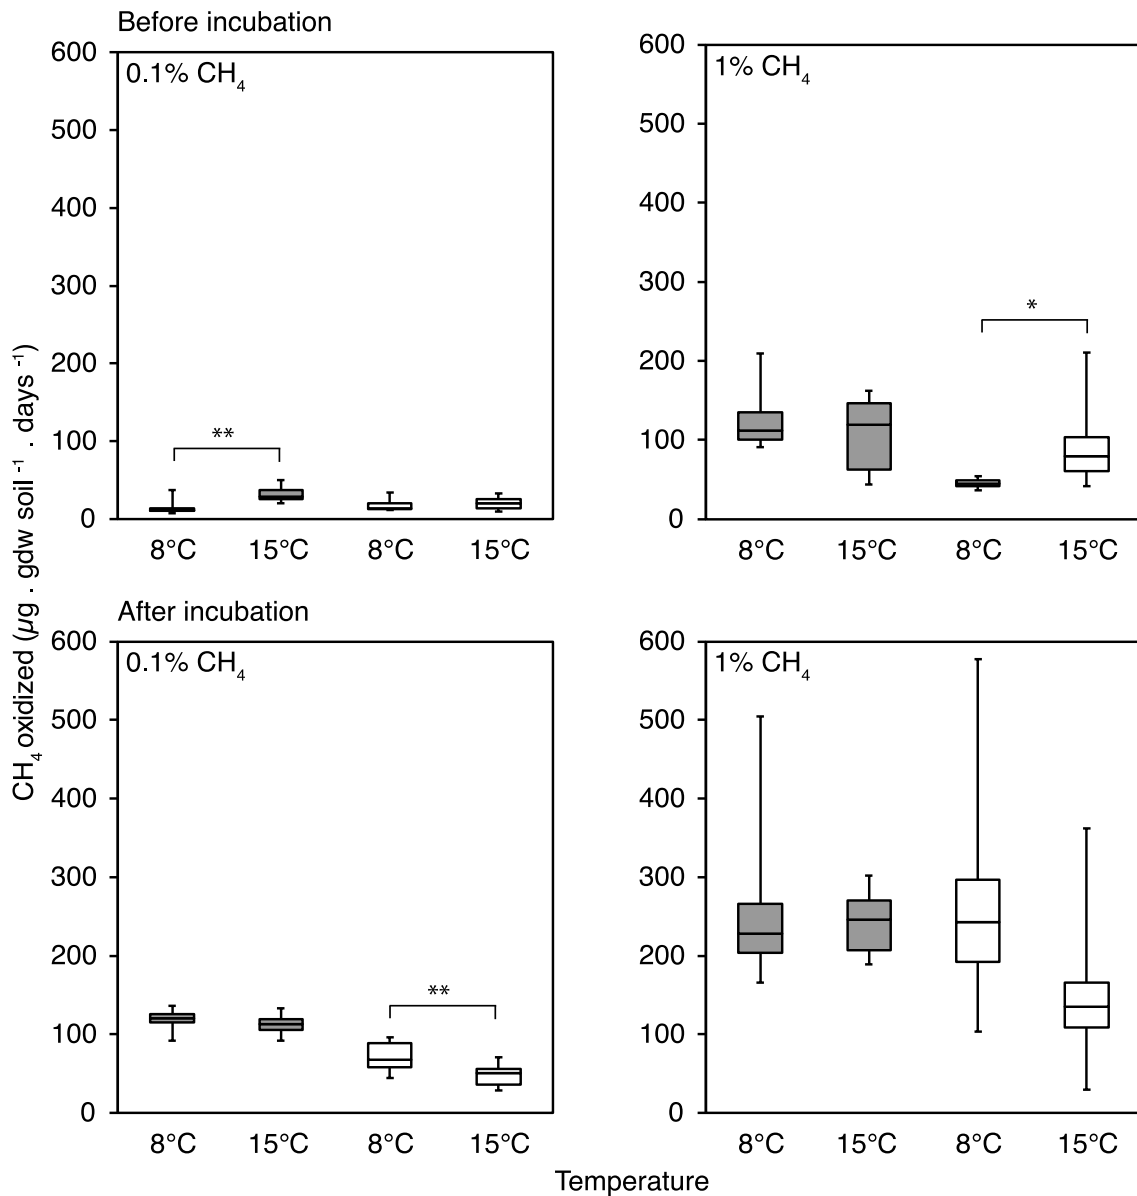 Before incubation
0.1% CH₄
600
500
400
300
200
100
0
**
8°C 15°C 8°C 15°C
1% CH₄
600
500
400
300
200
100
0
*
8°C 15°C 8°C 15°C
CH₄ oxidized (µg . gdw soil ⁻¹ . days ⁻¹)
After incubation
0.1% CH₄
600
500
400
300
200
100
0
**
8°C 15°C 8°C 15°C
1% CH₄
600
500
400
300
200
100
0
8°C 15°C 8°C 15°C
Temperature